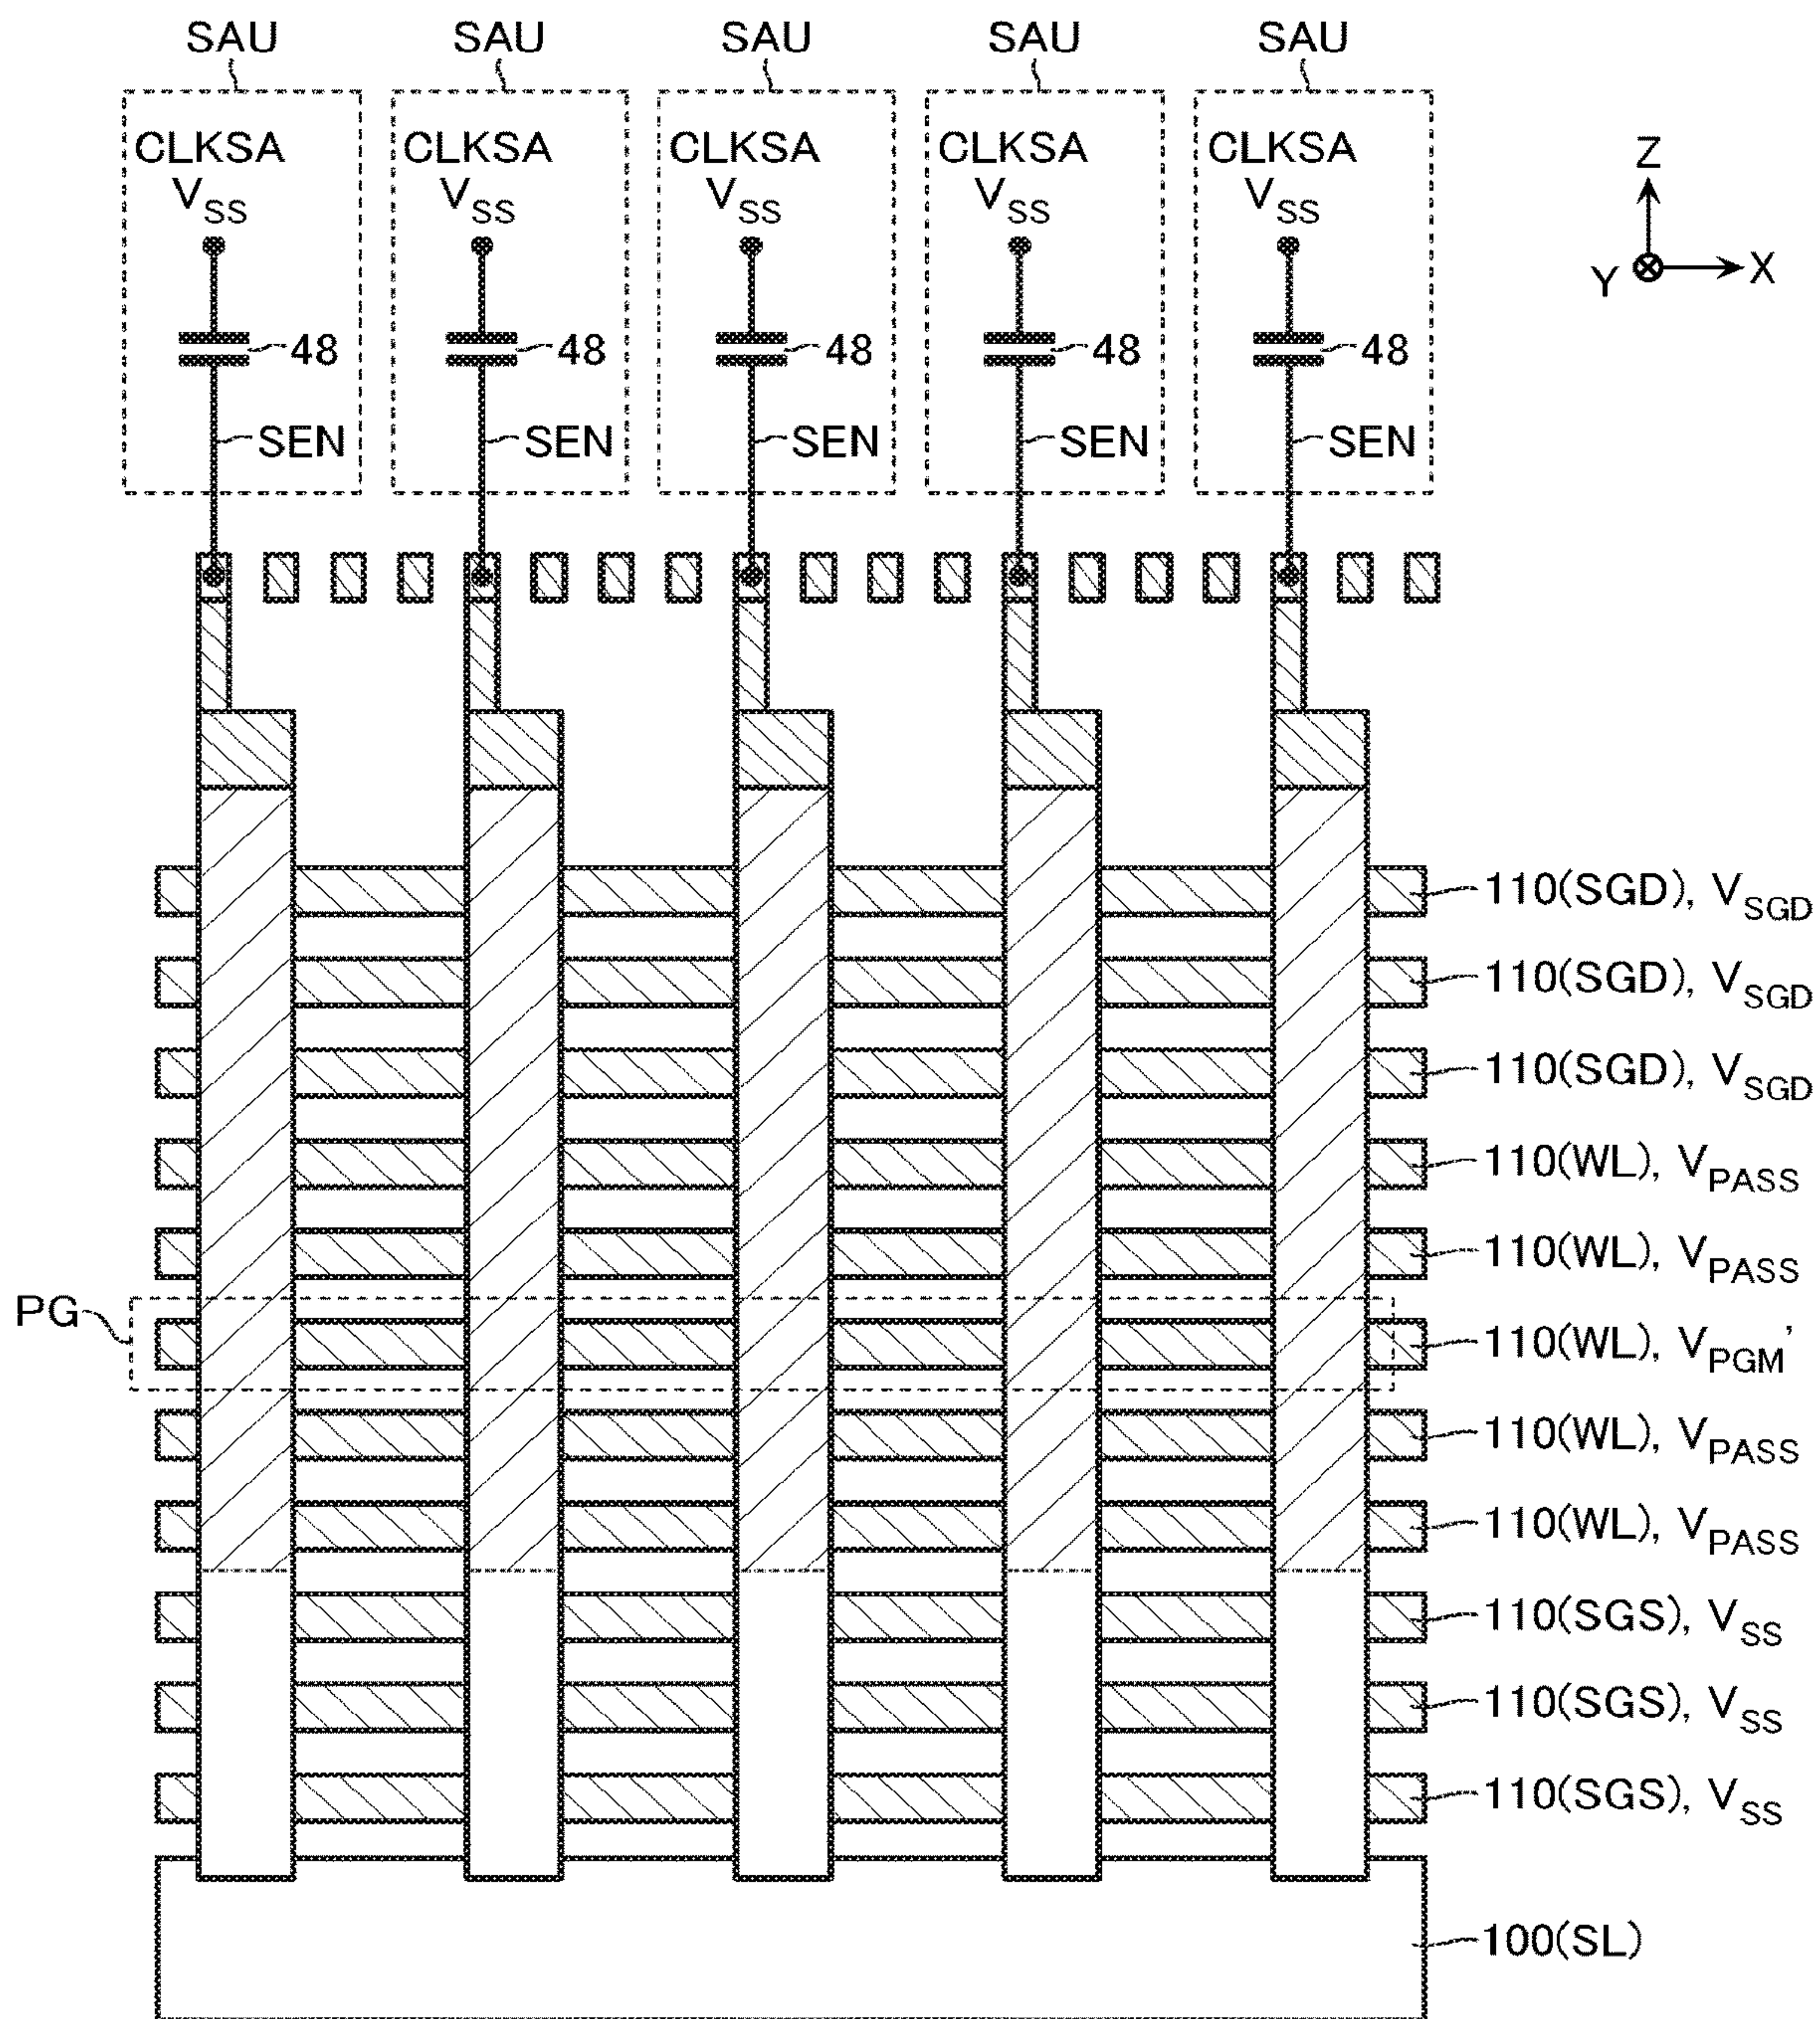 SAU SAU SAU SAU SAU
CLKSA CLKSA CLKSA CLKSA CLKSA
VSS VSS VSS VSS VSS
Z
Y X
48 48 48 48 48
SEN SEN SEN SEN SEN
110(SGD), VSGD
110(SGD), VSGD
110(SGD), VSGD
110(WL), VPASS
110(WL), VPASS
PG 110(WL), VPGM'
110(WL), VPASS
110(WL), VPASS
110(SGS), VSS
110(SGS), VSS
110(SGS), VSS
100(SL)